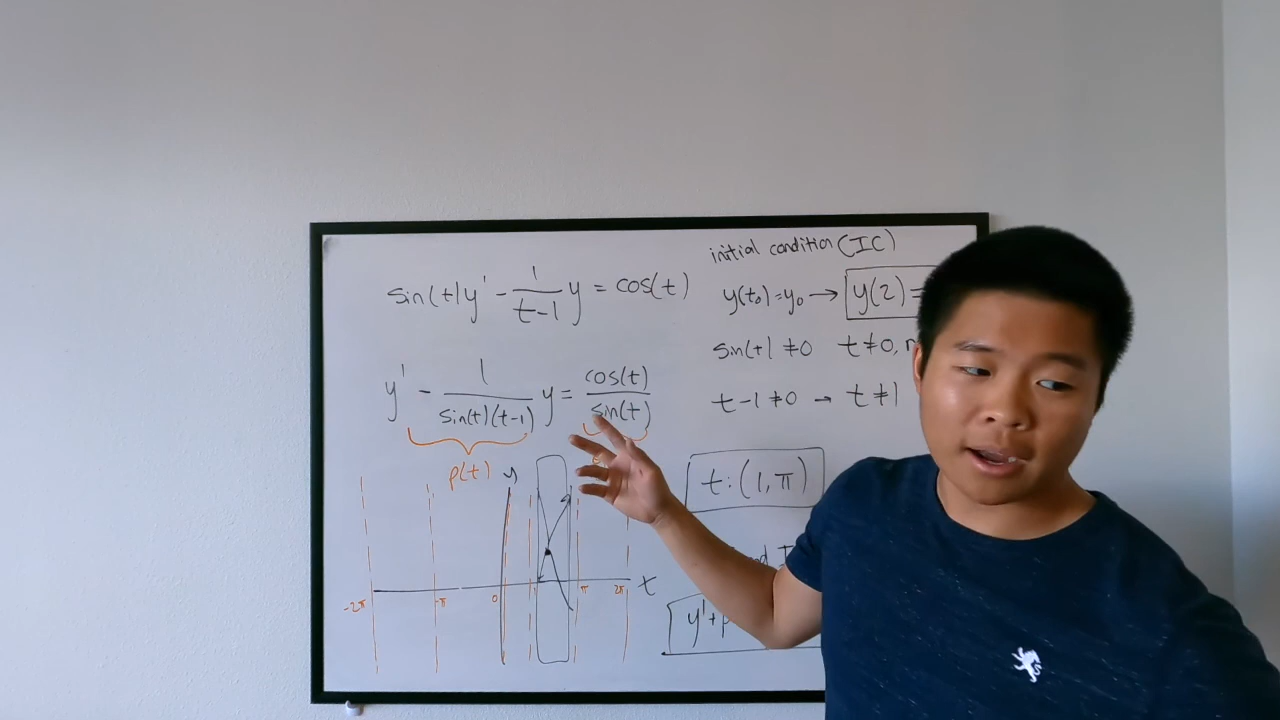 sin(t)y' - 1/(t-1) y = cos(t)
y' - 1/(sin(t)(t-1)) y = cos(t)/sin(t)
p(t)
y
-2π -π 0 1 π 2π t
initial condition (IC)
y(t₀)=y₀ → y(2)=
sin(t) ≠0 t≠0,
t-1≠0 → t≠1
t: (1,π)
y'+p